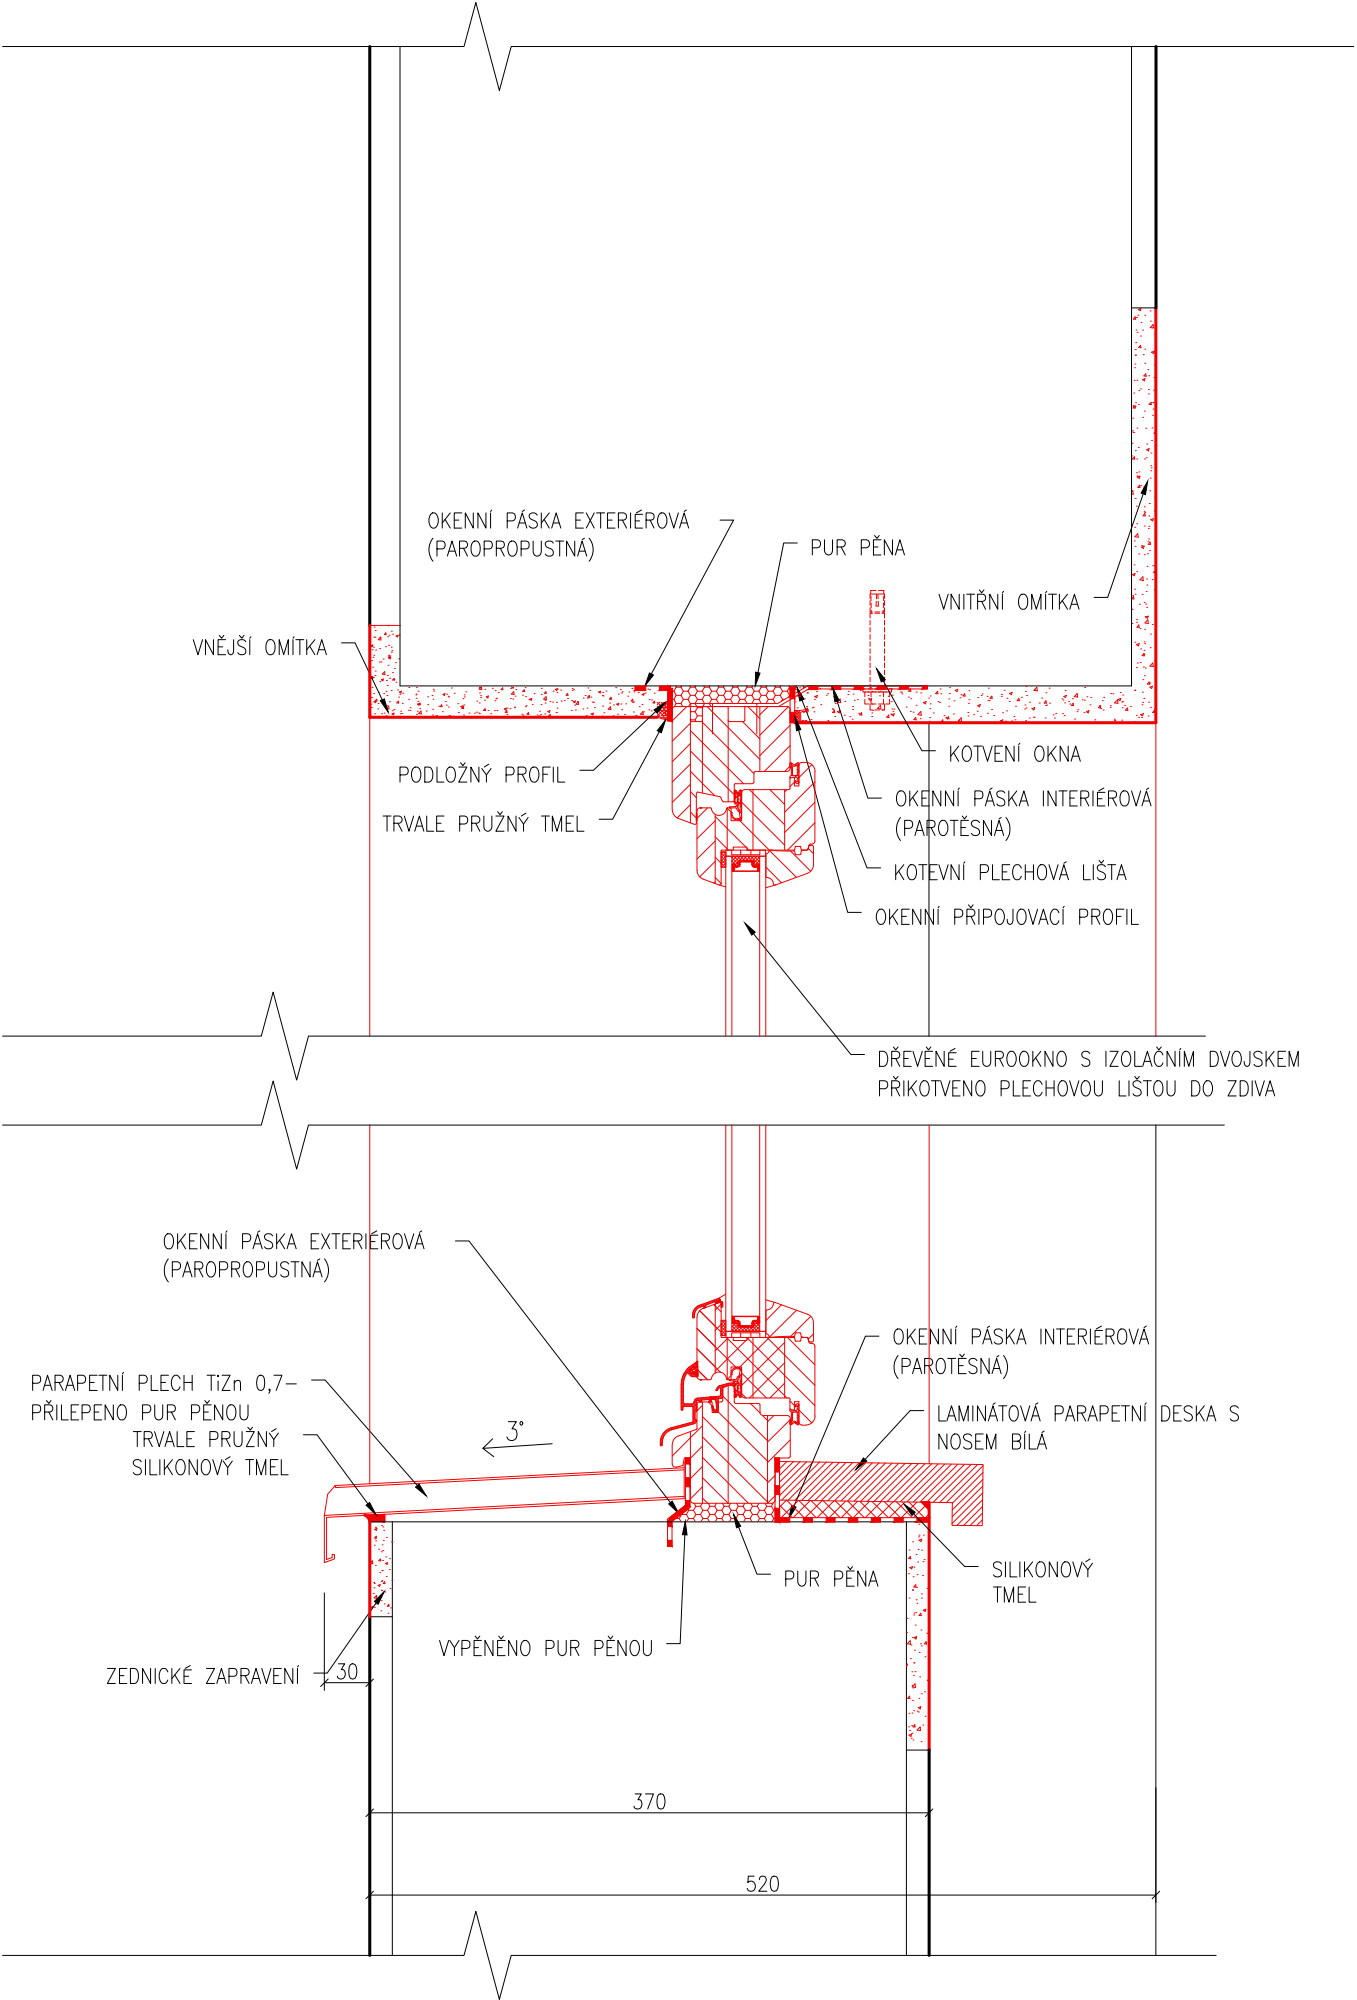 OKENNÍ PÁSKA EXTERIÉROVÁ
(PAROPROPUSTNÁ)
PUR PĚNA
VNITŘNÍ OMÍTKA
VNĚJŠÍ OMÍTKA
KOTVENÍ OKNA
PODLOŽNÝ PROFIL
OKENNÍ PÁSKA INTERIÉROVÁ
(PAROTĚSNÁ)
TRVALE PRUŽNÝ TMEL
KOTEVNÍ PLECHOVÁ LIŠTA
OKENNÍ PŘIPOJOVACÍ PROFIL
DŘEVĚNÉ EUROOKNO S IZOLAČNÍM DVOJSKEM
PŘIKOTVENO PLECHOVOU LIŠTOU DO ZDIVA
OKENNÍ PÁSKA EXTERIÉROVÁ
(PAROPROPUSTNÁ)
OKENNÍ PÁSKA INTERIÉROVÁ
(PAROTĚSNÁ)
PARAPETNÍ PLECH TiZn 0,7-
PŘILEPENO PUR PĚNOU
TRVALE PRUŽNÝ
SILIKONOVÝ TMEL
3°
LAMINÁTOVÁ PARAPETNÍ DESKA S
NOSEM BÍLÁ
SILIKONOVÝ
TMEL
PUR PĚNA
VYPĚNĚNO PUR PĚNOU
ZEDNICKÉ ZAPRAVENÍ
30
370
520